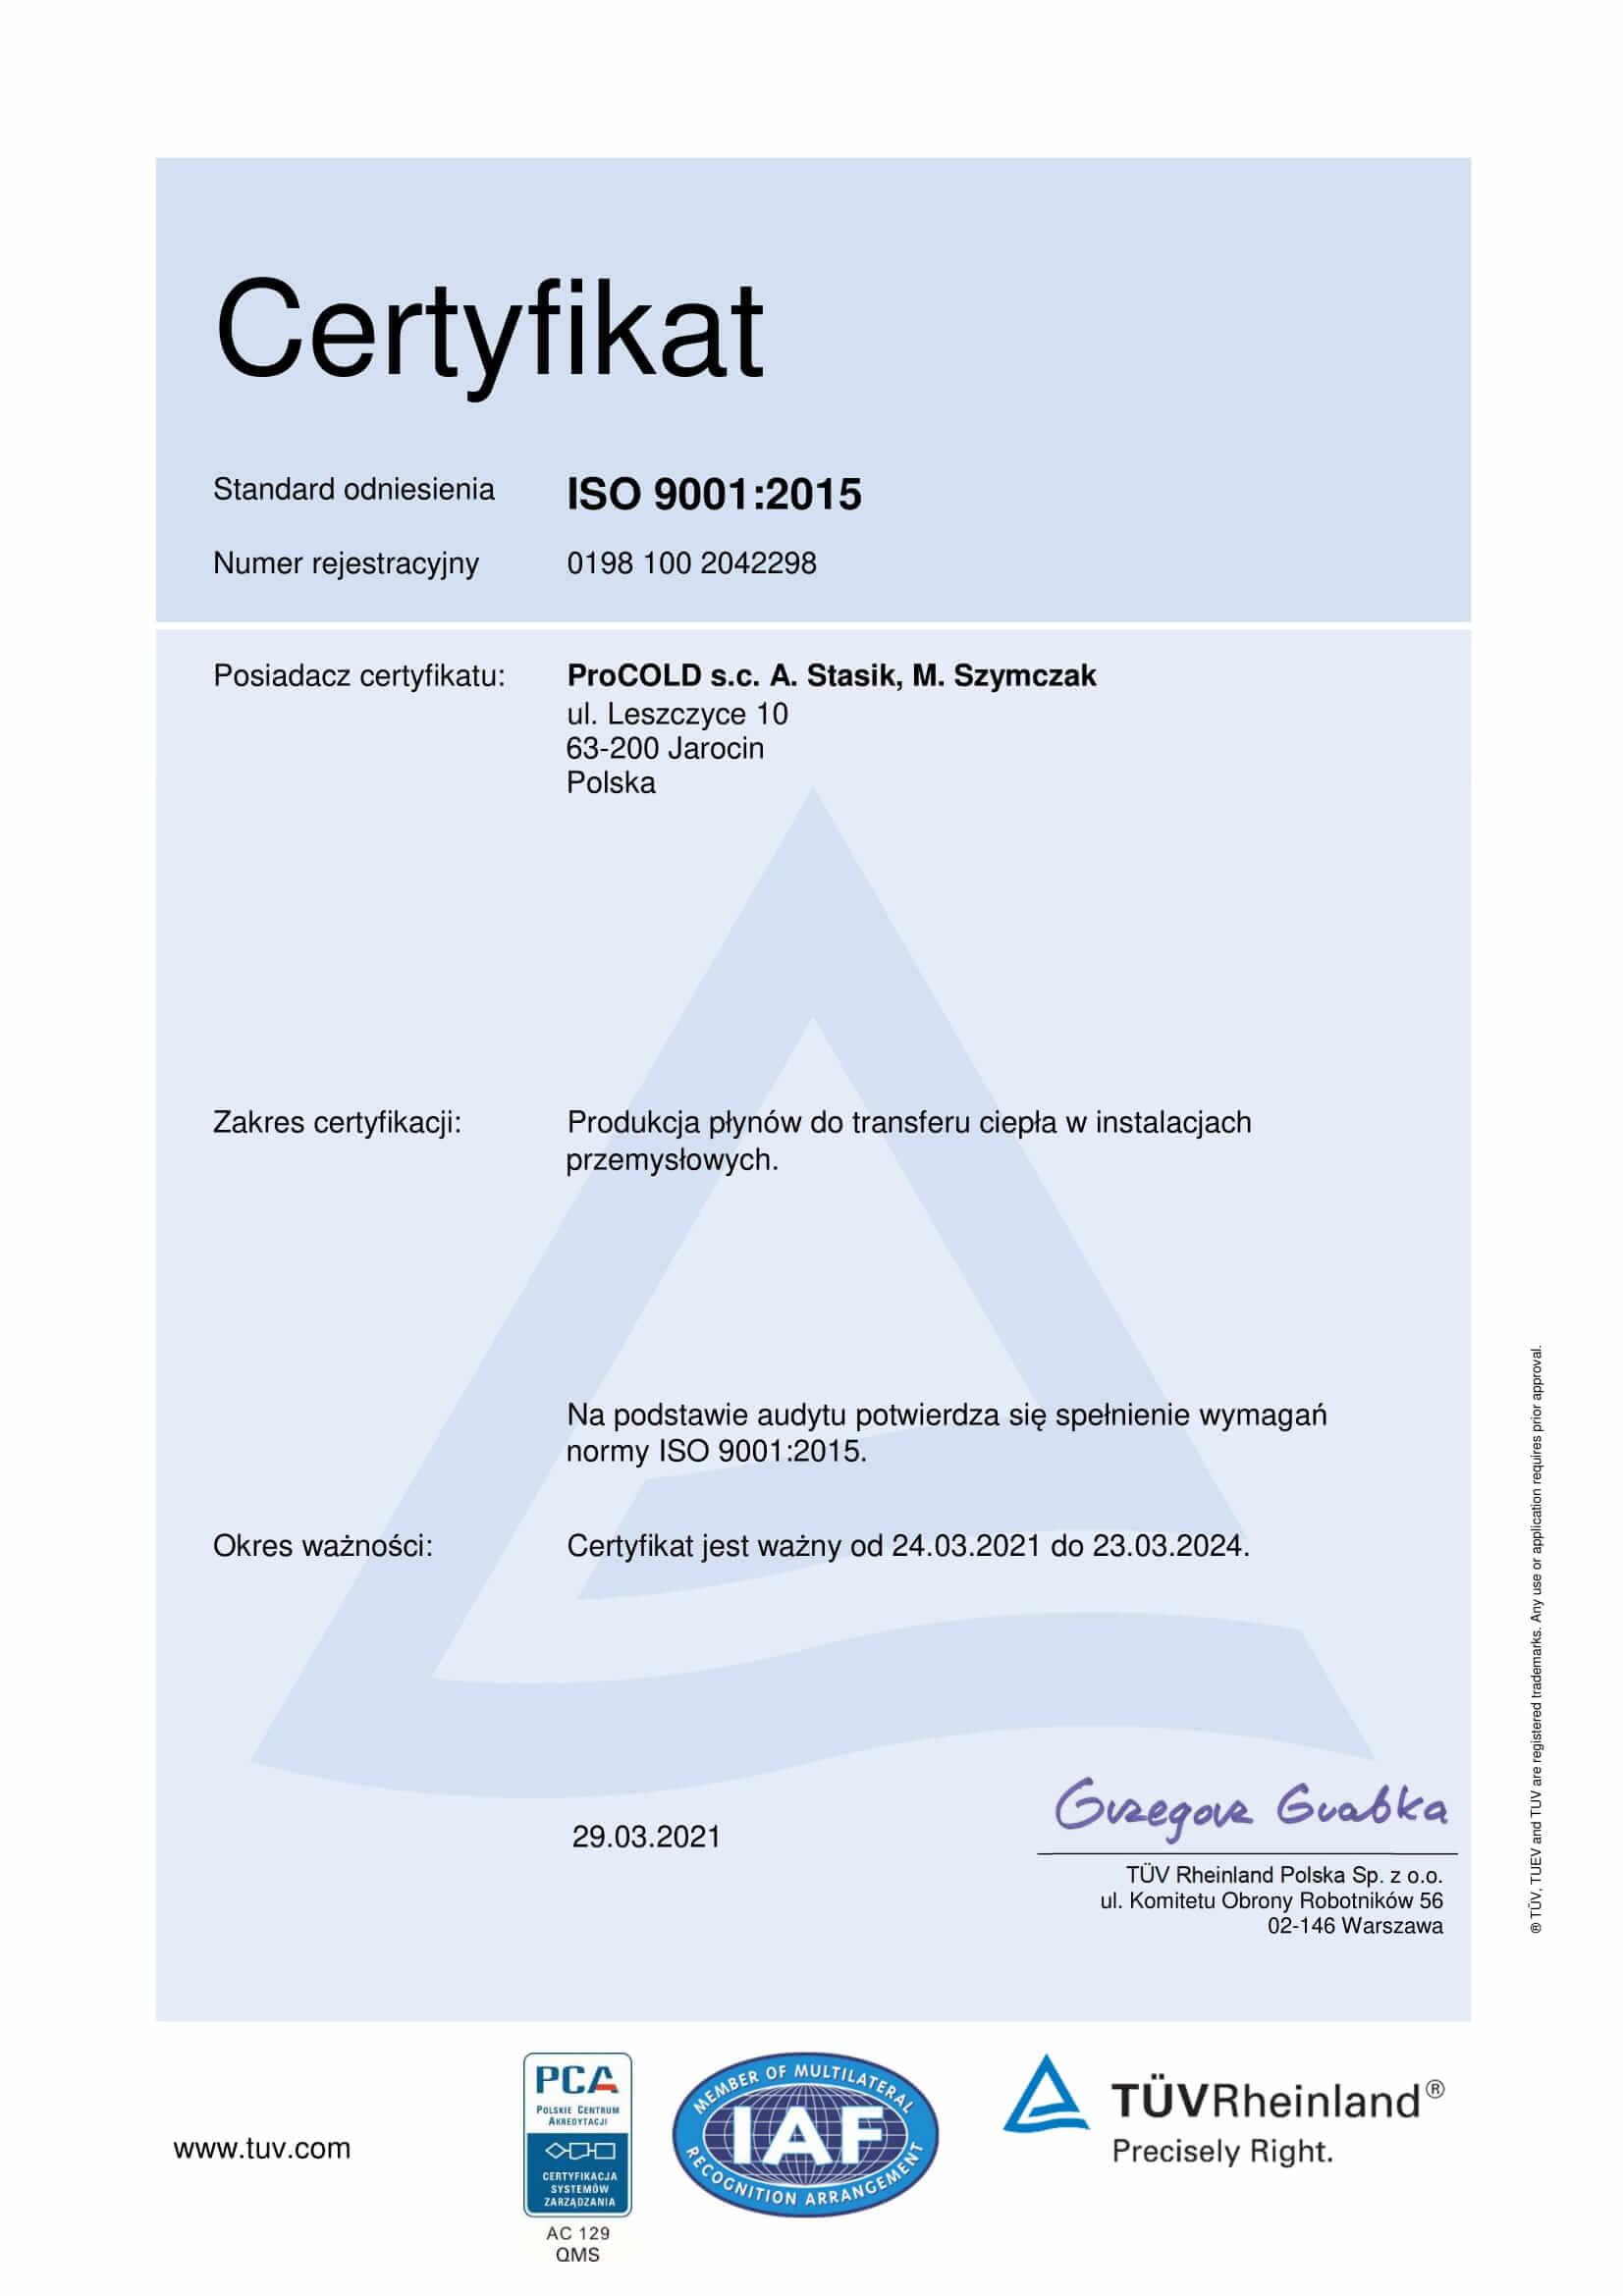 Certyfikat
Standard odniesienia ISO 9001:2015
Numer rejestracyjny 0198 100 2042298
Posiadacz certyfikatu: ProCOLD s.c. A. Stasik, M. Szymczak
ul. Leszczyce 10
63-200 Jarocin
Polska
Zakres certyfikacji: Produkcja płynów do transferu ciepła w instalacjach
przemysłowych.
Na podstawie audytu potwierdza się spełnienie wymagań
normy ISO 9001:2015.
Okres ważności: Certyfikat jest ważny od 24.03.2021 do 23.03.2024.
29.03.2021
Grzegorz Grabka
TÜV Rheinland Polska Sp. z o.o.
ul. Komitetu Obrony Robotników 56
02-146 Warszawa
® TÜV, TUEV and TUV are registered trademarks. Any use or application requires prior approval.
www.tuv.com
PCA
POLSKIE CENTRUM
AKREDYTACJI
CERTYFIKACJA
SYSTEMÓW
ZARZĄDZANIA
AC 129
QMS
MEMBER OF MULTILATERAL
IAF
RECOGNITION ARRANGEMENT
TÜVRheinland®
Precisely Right.